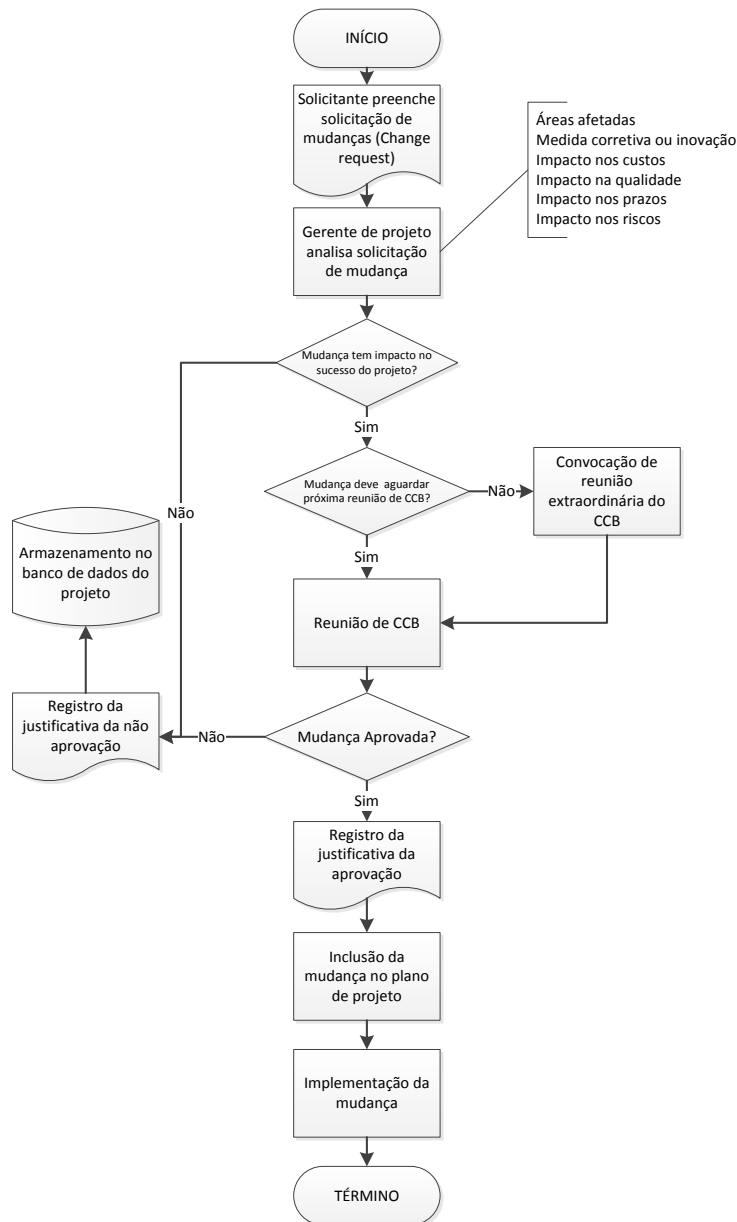 INÍCIO
Solicitante preenche
solicitação de
mudanças (Change
request)
Áreas afetadas
Medida corretiva ou inovação
Impacto nos custos
Impacto na qualidade
Impacto nos prazos
Impacto nos riscos
Gerente de projeto
analisa solicitação
de mudança
Mudança tem impacto no
sucesso do projeto?
Sim
Mudança deve aguardar
próxima reunião de CCB?
Não
Convocação de
reunião
extraordinária do
CCB
Não
Armazenamento no
banco de dados do
projeto
Sim
Reunião de CCB
Registro da
justificativa da não
aprovação
Não
Mudança Aprovada?
Sim
Registro da
justificativa da
aprovação
Inclusão da
mudança no plano
de projeto
Implementação da
mudança
TÉRMINO